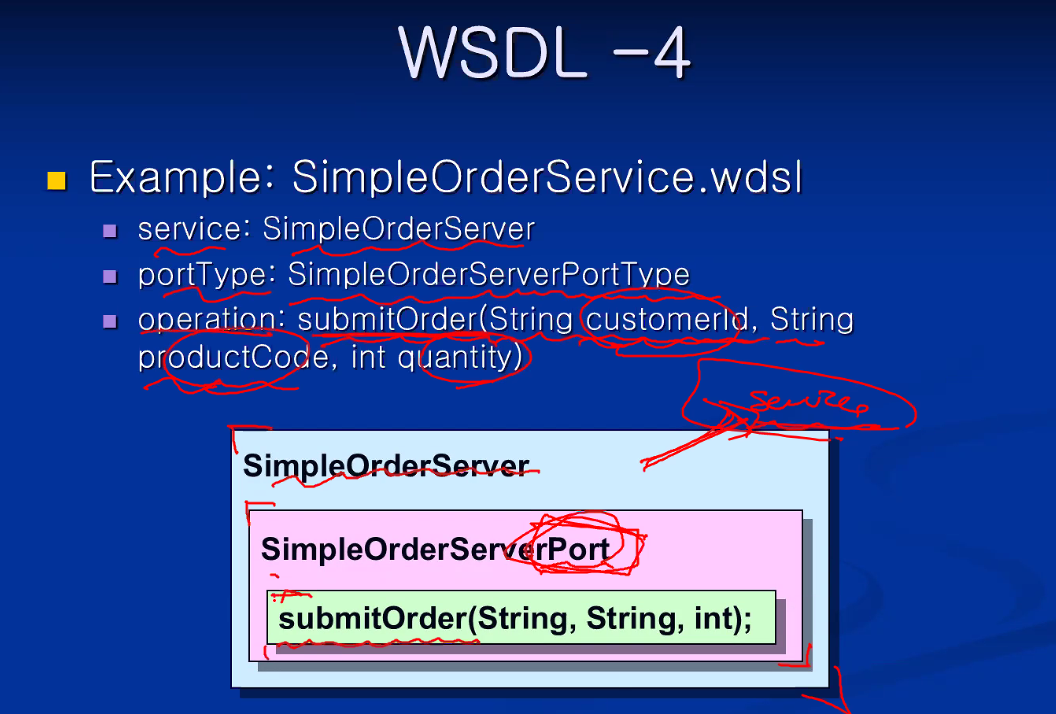 WSDL -4
Example: SimpleOrderService.wdsl
service: SimpleOrderServer
portType: SimpleOrderServerPortType
operation: submitOrder(String customerId, String
productCode, int quantity)
service
SimpleOrderServer
SimpleOrderServerPort
submitOrder(String, String, int);